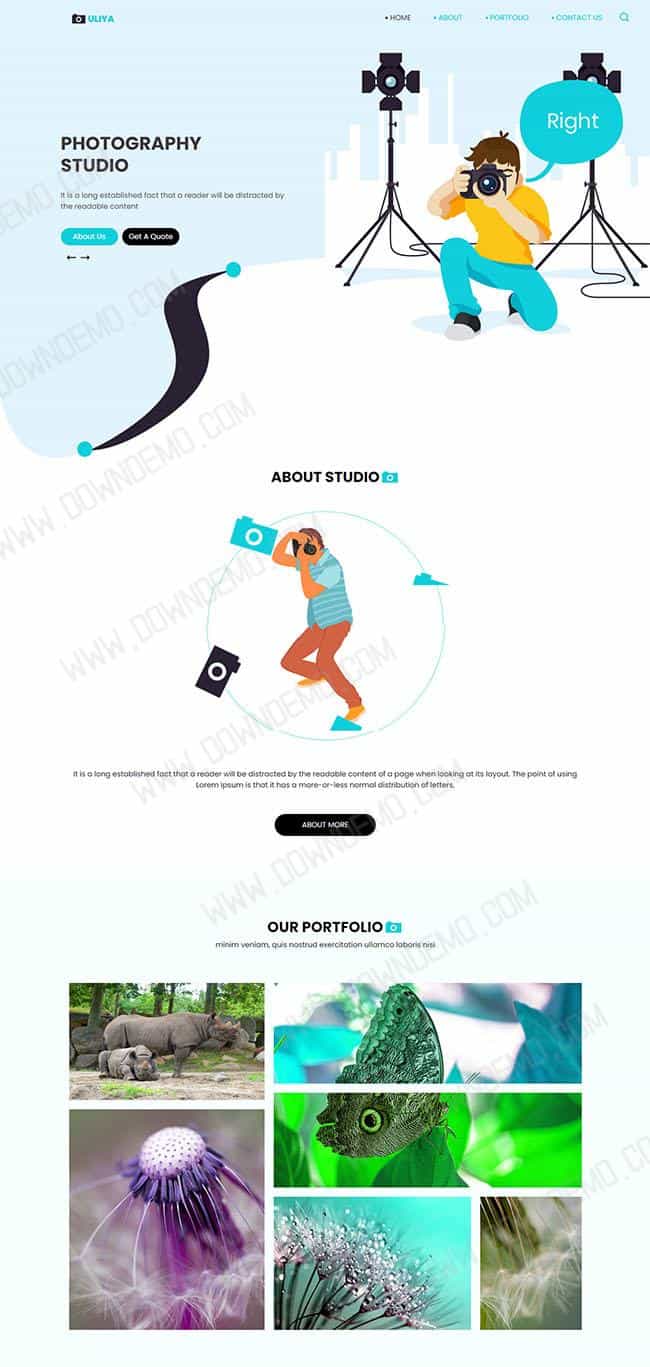 ULIYA
• HOME
• ABOUT
• PORTFOLIO
• CONTACT US
Right
PHOTOGRAPHY
STUDIO
It is a long established fact that a reader will be distracted by
the readable content
About Us
Get A Quote
ABOUT STUDIO
It is a long established fact that a reader will be distracted by the readable content of a page when looking at its layout. The point of using
Lorem Ipsum is that it has a more-or-less normal distribution of letters,
ABOUT MORE
OUR PORTFOLIO
minim veniam, quis nostrud exercitation ullamco laboris nisi
WWW.DOWNDEMO.COM